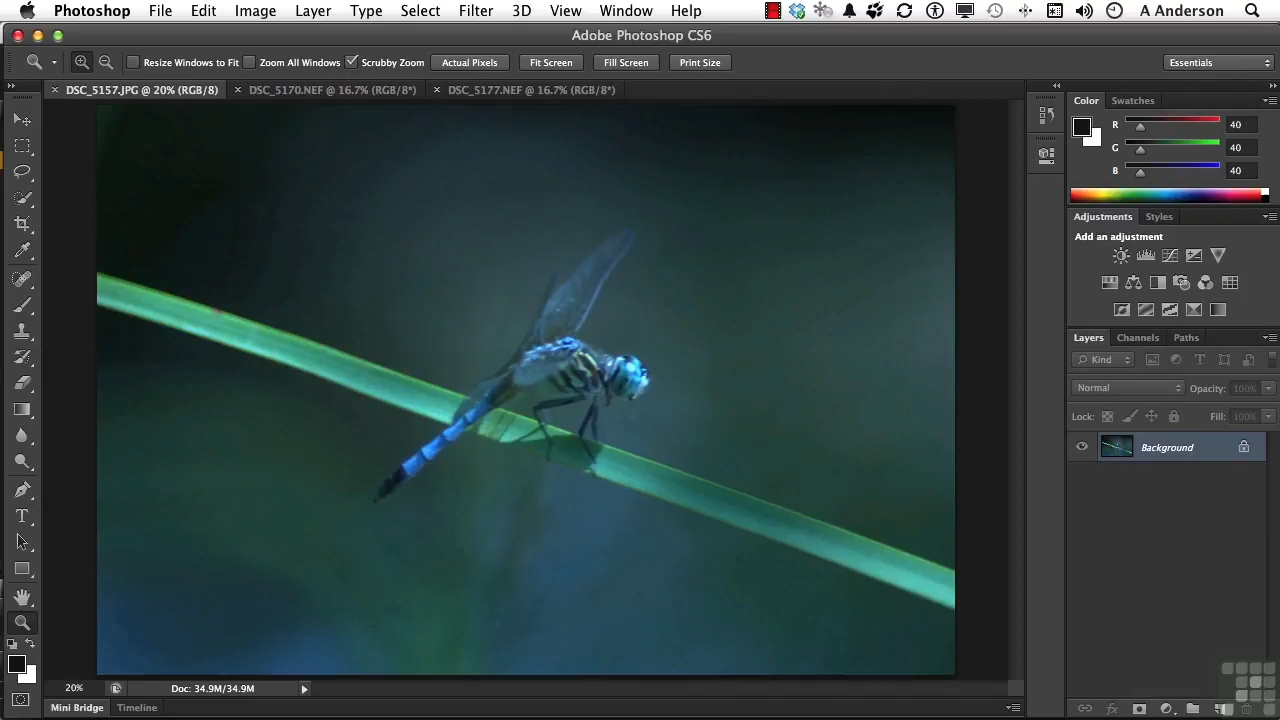 Photoshop File Edit Image Layer Type Select Filter 3D View Window Help A Anderson
Adobe Photoshop CS6
Resize Windows to Fit Zoom All Windows Scrubby Zoom Actual Pixels Fit Screen Fill Screen Print Size Essentials
DSC_5157.JPG @ 20% (RGB/8) DSC_5170.NEF @ 16.7% (RGB/8*) DSC_5177.NEF @ 16.7% (RGB/8*)
Color Swatches
R 40
G 40
B 40
Adjustments Styles
Add an adjustment
Layers Channels Paths
Kind
Normal Opacity: 100%
Lock: Fill: 100%
Background
20% Doc: 34.9M/34.9M
Mini Bridge Timeline